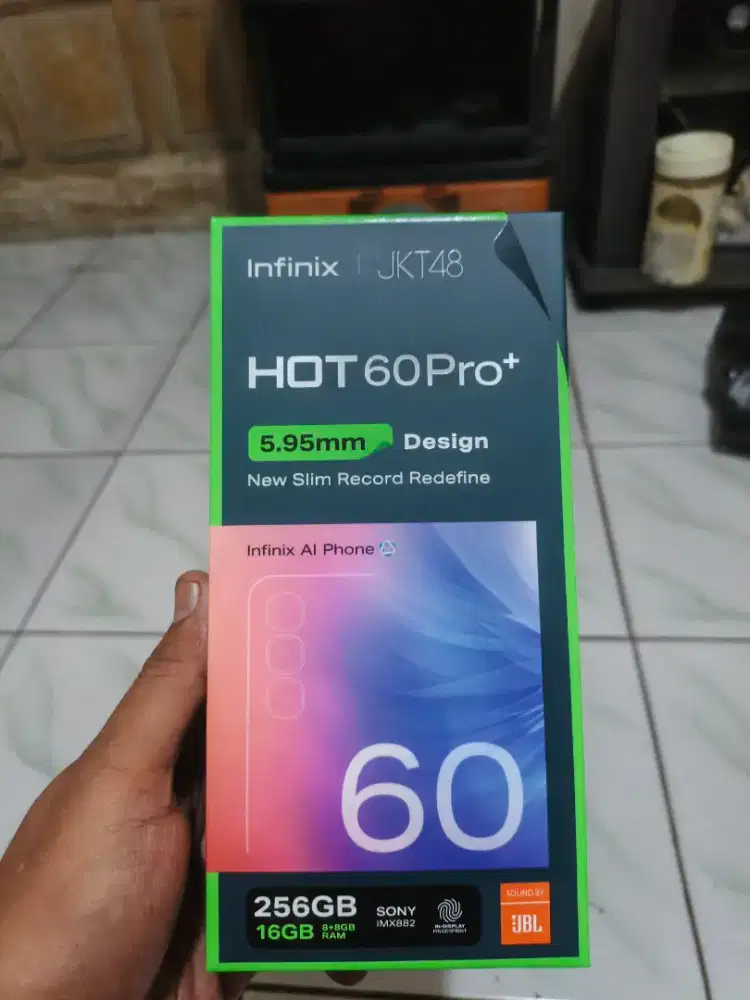 Infinix | JKT48
HOT 60 Pro+
5.95mm Design
New Slim Record Redefine
Infinix AI Phone
60
256GB
16GB 8+8GB RAM
SONY
IMX882
IN-DISPLAY
FINGERPRINT
SOUND BY
JBL